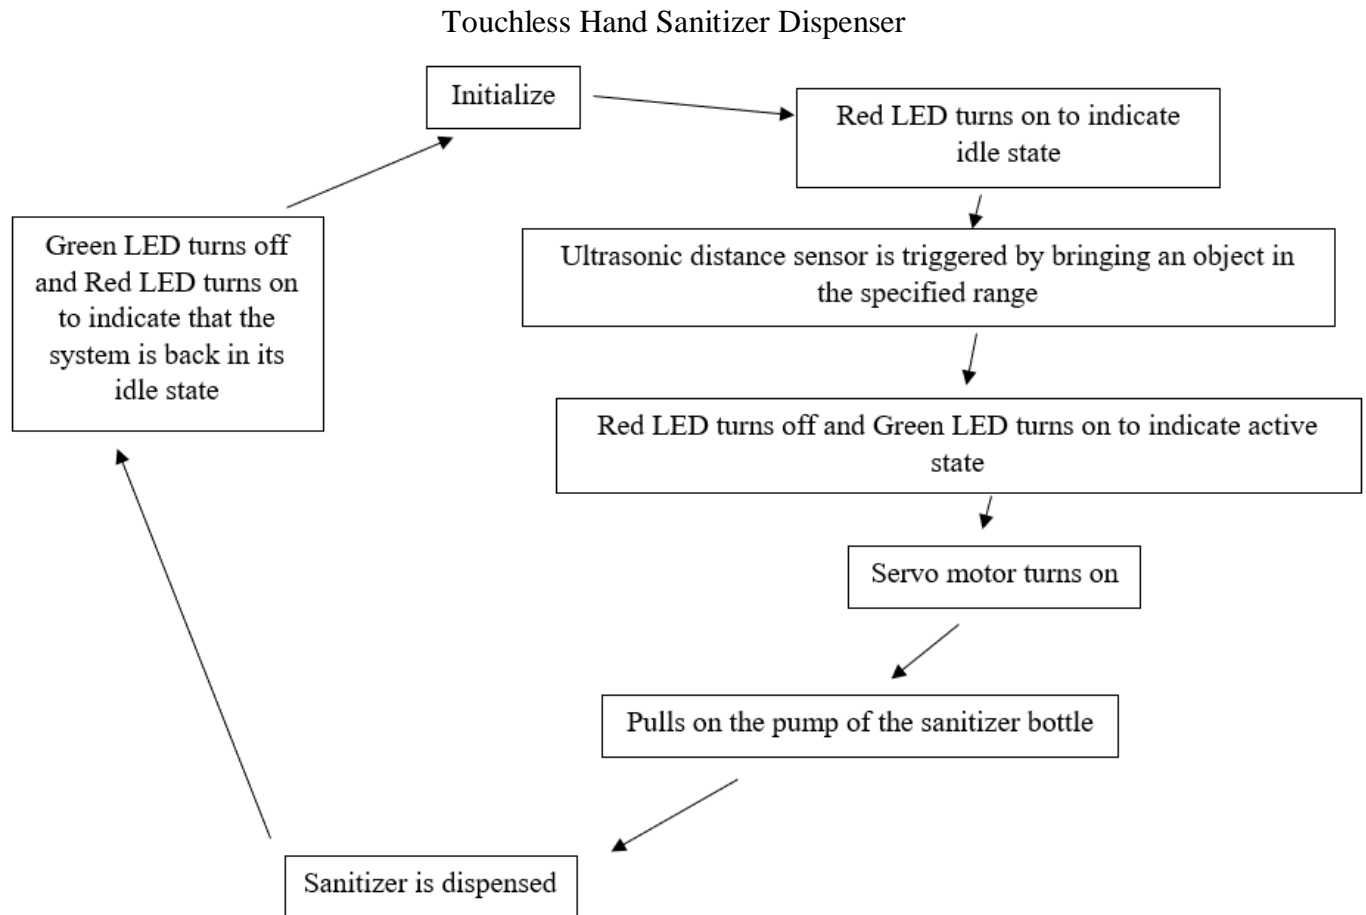 Touchless Hand Sanitizer Dispenser
Initialize
Red LED turns on to indicate
idle state
Ultrasonic distance sensor is triggered by bringing an object in
the specified range
Red LED turns off and Green LED turns on to indicate active
state
Servo motor turns on
Pulls on the pump of the sanitizer bottle
Sanitizer is dispensed
Green LED turns off
and Red LED turns on
to indicate that the
system is back in its
idle state